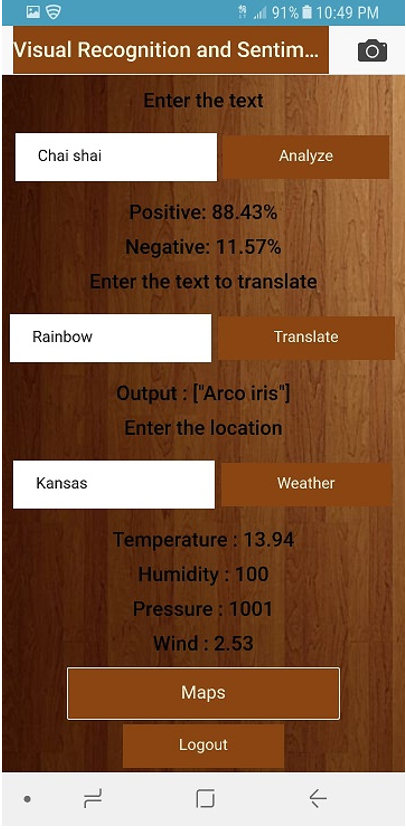 91% 10:49 PM
Visual Recognition and Sentim...
Enter the text
Chai shai Analyze
Positive: 88.43%
Negative: 11.57%
Enter the text to translate
Rainbow Translate
Output : ["Arco iris"]
Enter the location
Kansas Weather
Temperature : 13.94
Humidity : 100
Pressure : 1001
Wind : 2.53
Maps
Logout